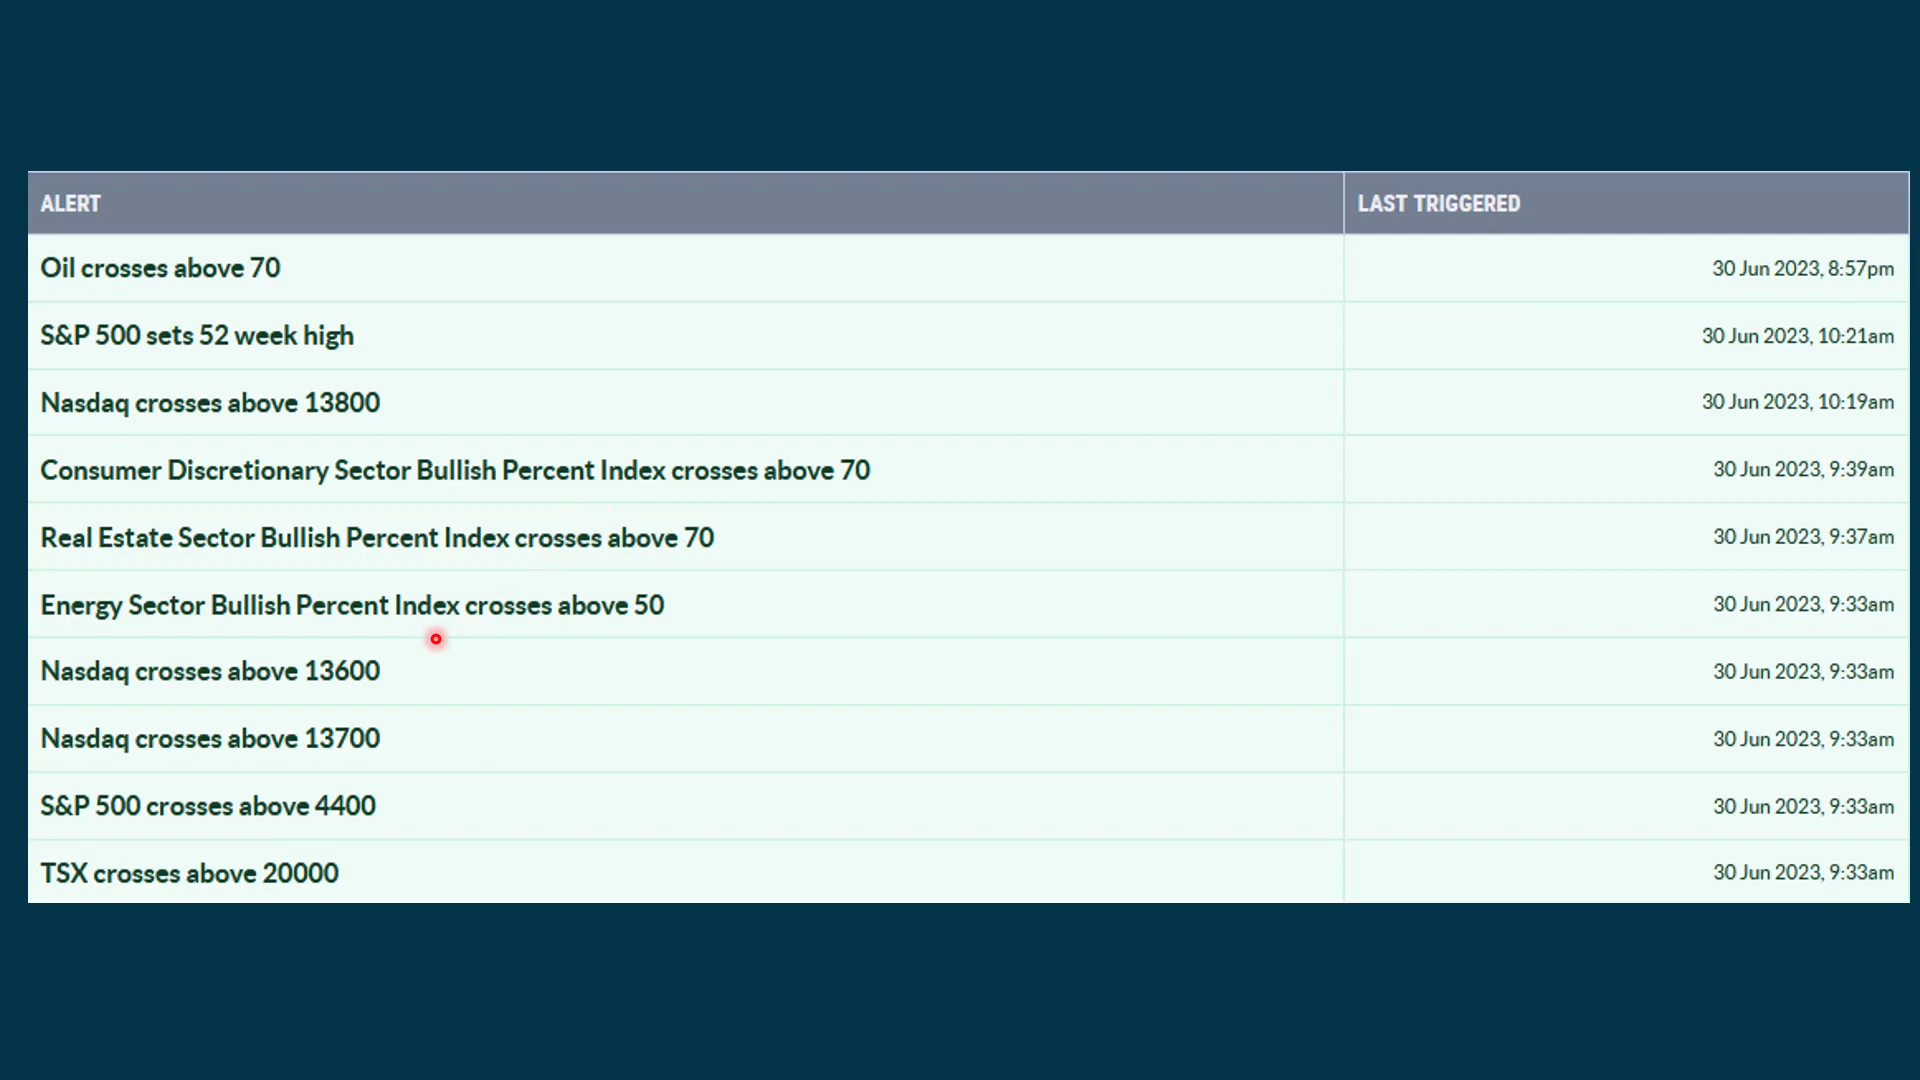 ALERT LAST TRIGGERED
Oil crosses above 70 30 Jun 2023, 8:57pm
S&P 500 sets 52 week high 30 Jun 2023, 10:21am
Nasdaq crosses above 13800 30 Jun 2023, 10:19am
Consumer Discretionary Sector Bullish Percent Index crosses above 70 30 Jun 2023, 9:39am
Real Estate Sector Bullish Percent Index crosses above 70 30 Jun 2023, 9:37am
Energy Sector Bullish Percent Index crosses above 50 30 Jun 2023, 9:33am
Nasdaq crosses above 13600 30 Jun 2023, 9:33am
Nasdaq crosses above 13700 30 Jun 2023, 9:33am
S&P 500 crosses above 4400 30 Jun 2023, 9:33am
TSX crosses above 20000 30 Jun 2023, 9:33am